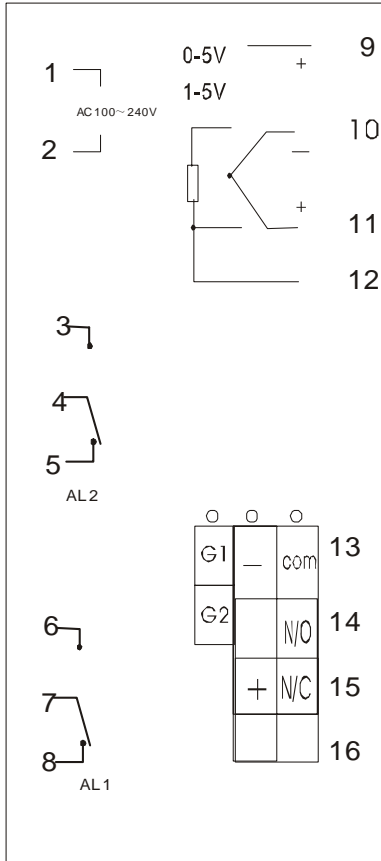 0-5V 9
+
1
1-5V
AC100~240V
10
2
−
+
11
12
3
4
5
AL2
G1 − com 13
G2 N/O 14
6
+ N/C 15
7
16
8
AL1